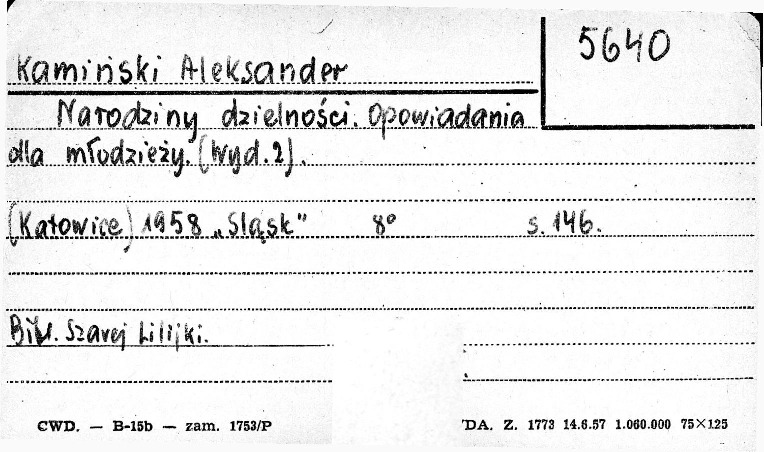 5640
Kamiński Aleksander
Narodziny dzielności. Opowiadania
dla młodzieży. (Wyd. 2).
(Katowice) 1958 „Śląsk" 8° s. 146.
Bibl. Szarej Lilijki.
CWD. — B-15b — zam. 1753/P
DA. Z. 1773 14.6.57 1.060.000 75×125